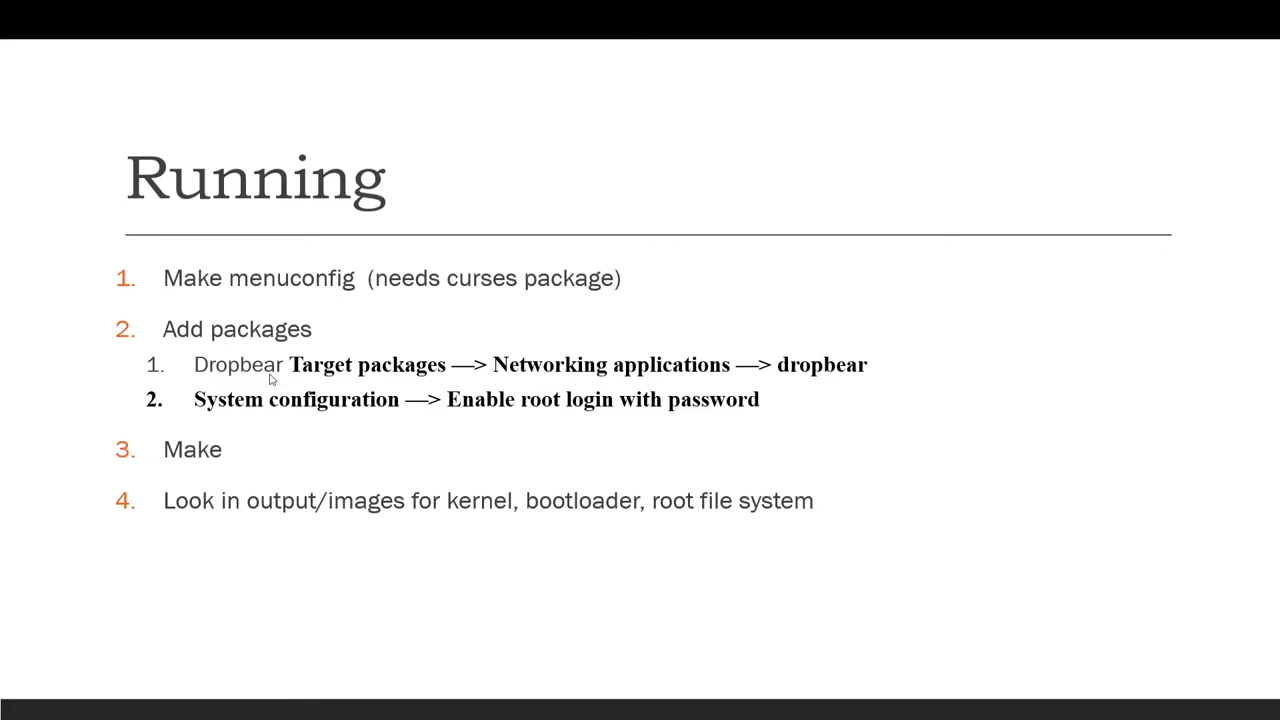 Running
1. Make menuconfig (needs curses package)
2. Add packages
1. Dropbear Target packages —> Networking applications —> dropbear
2. System configuration —> Enable root login with password
3. Make
4. Look in output/images for kernel, bootloader, root file system